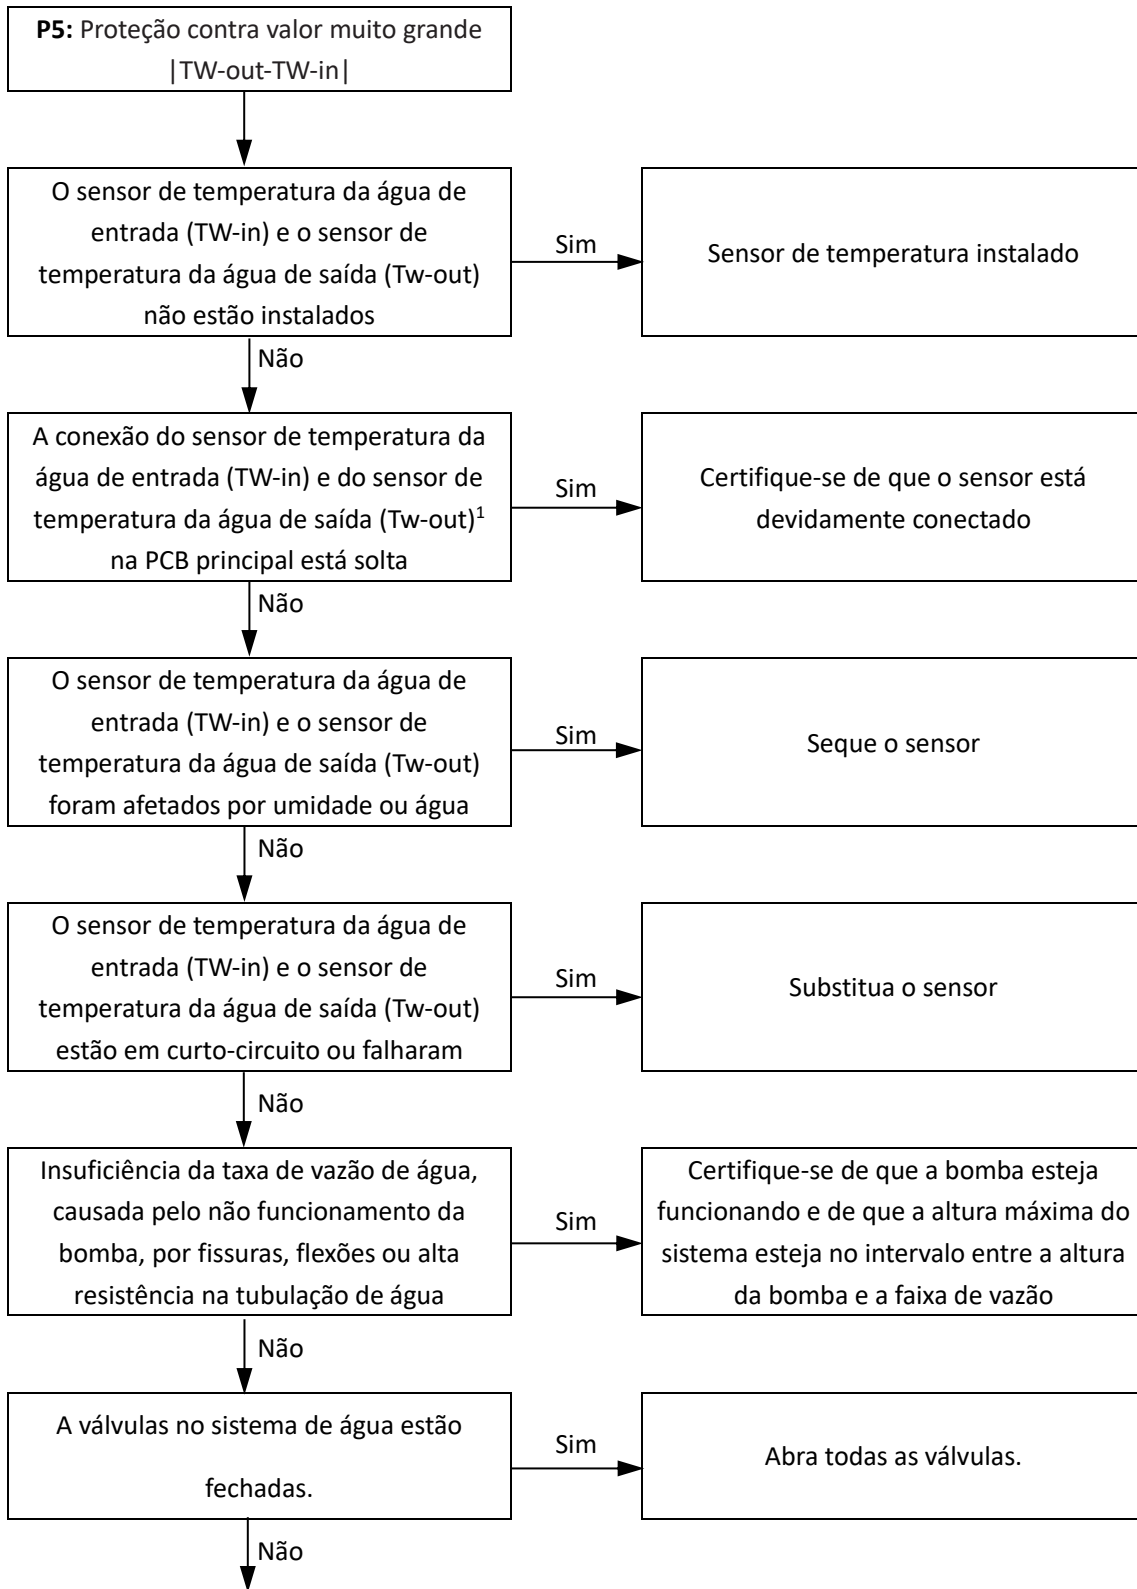 P5: Proteção contra valor muito grande
|TW-out-TW-in|
O sensor de temperatura da água de
entrada (TW-in) e o sensor de
temperatura da água de saída (Tw-out)
não estão instalados
Sim
Sensor de temperatura instalado
Não
A conexão do sensor de temperatura da
água de entrada (TW-in) e do sensor de
temperatura da água de saída (Tw-out)¹
na PCB principal está solta
Sim
Certifique-se de que o sensor está
devidamente conectado
Não
O sensor de temperatura da água de
entrada (TW-in) e o sensor de
temperatura da água de saída (Tw-out)
foram afetados por umidade ou água
Sim
Seque o sensor
Não
O sensor de temperatura da água de
entrada (TW-in) e o sensor de
temperatura da água de saída (Tw-out)
estão em curto-circuito ou falharam
Sim
Substitua o sensor
Não
Insuficiência da taxa de vazão de água,
causada pelo não funcionamento da
bomba, por fissuras, flexões ou alta
resistência na tubulação de água
Sim
Certifique-se de que a bomba esteja
funcionando e de que a altura máxima do
sistema esteja no intervalo entre a altura
da bomba e a faixa de vazão
Não
A válvulas no sistema de água estão
fechadas.
Sim
Abra todas as válvulas.
Não